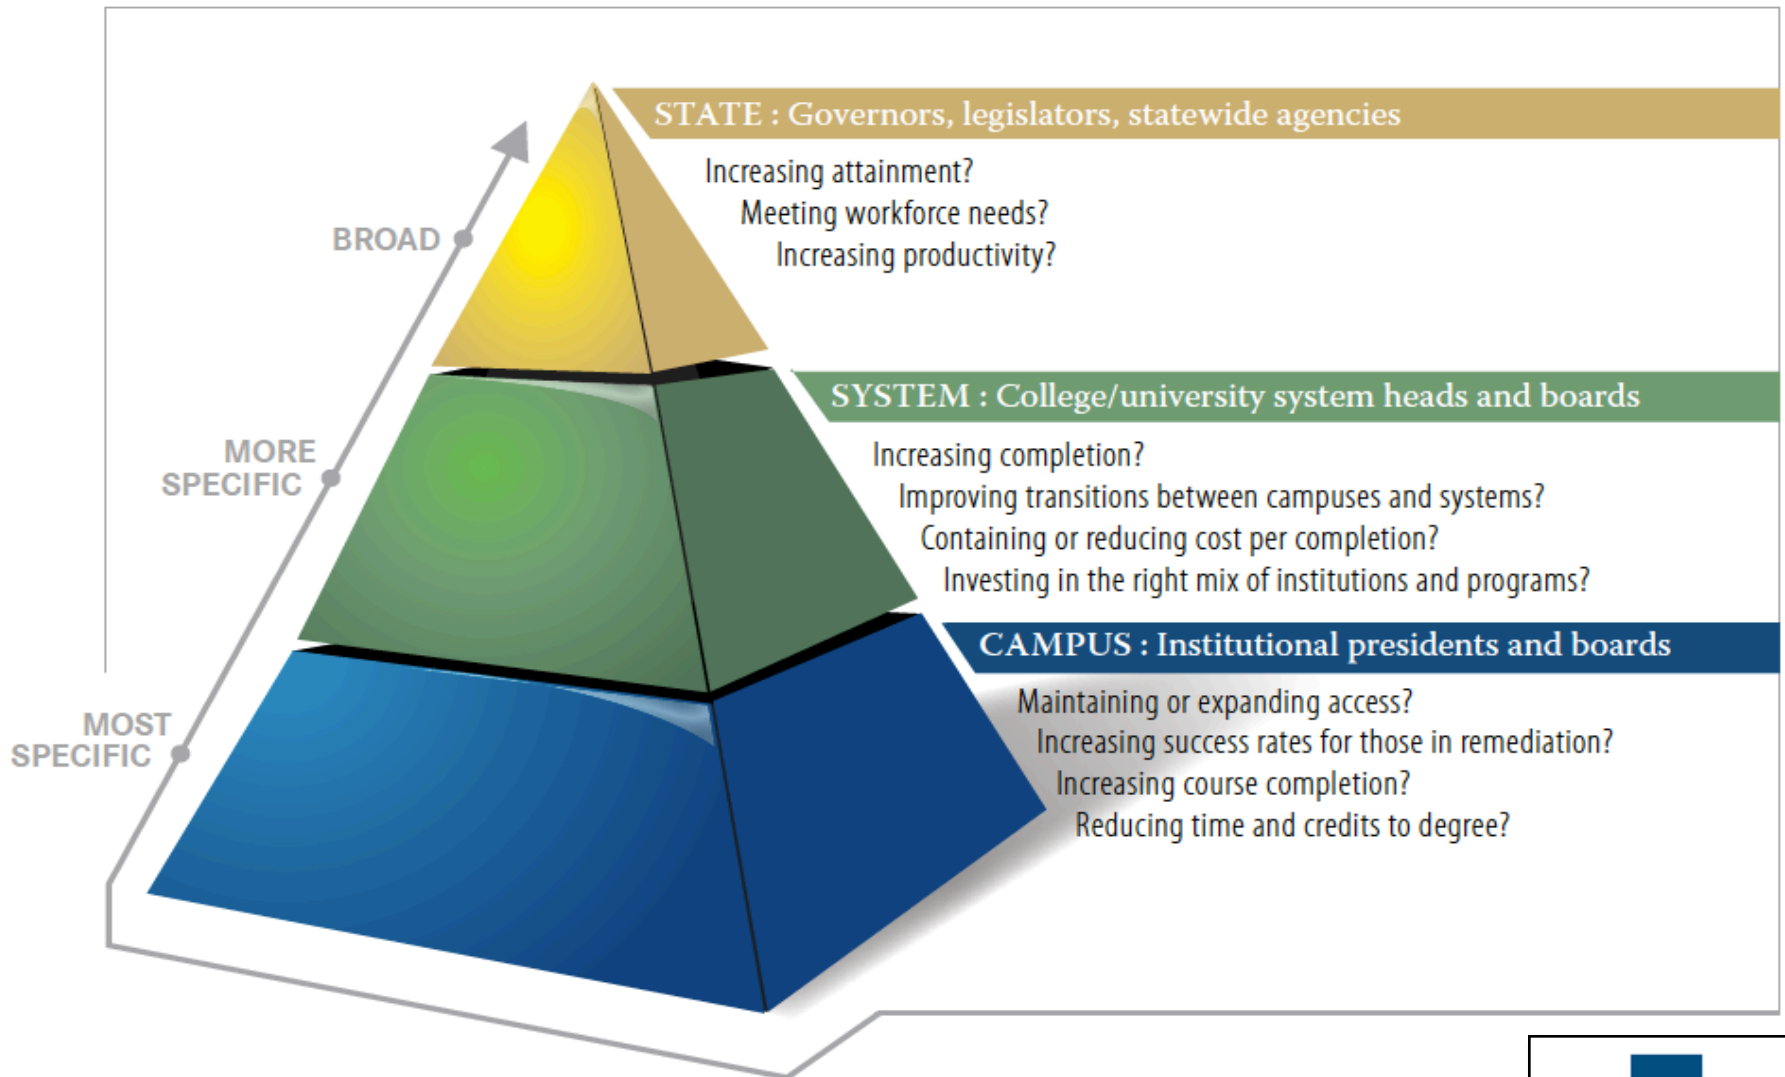 STATE : Governors, legislators, statewide agencies
Increasing attainment?
Meeting workforce needs?
Increasing productivity?
BROAD
SYSTEM : College/university system heads and boards
Increasing completion?
Improving transitions between campuses and systems?
Containing or reducing cost per completion?
Investing in the right mix of institutions and programs?
MORE
SPECIFIC
CAMPUS : Institutional presidents and boards
Maintaining or expanding access?
Increasing success rates for those in remediation?
Increasing course completion?
Reducing time and credits to degree?
MOST
SPECIFIC